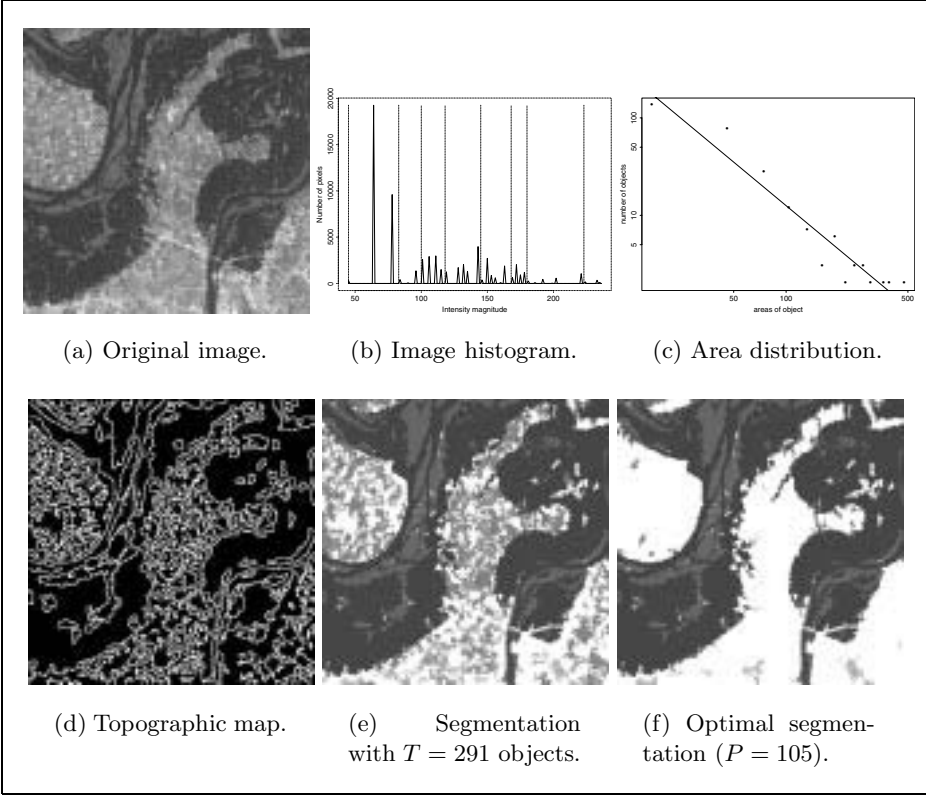 20000
15000
10000
5000
0
Number of pixels
50 100 150 200
Intensity magnitude
100
50
10
5
number of objects
50 100 500
areas of object
(a) Original image.
(b) Image histogram.
(c) Area distribution.
(d) Topographic map.
(e) Segmentation
with T = 291 objects.
(f) Optimal segmen-
tation (P = 105).